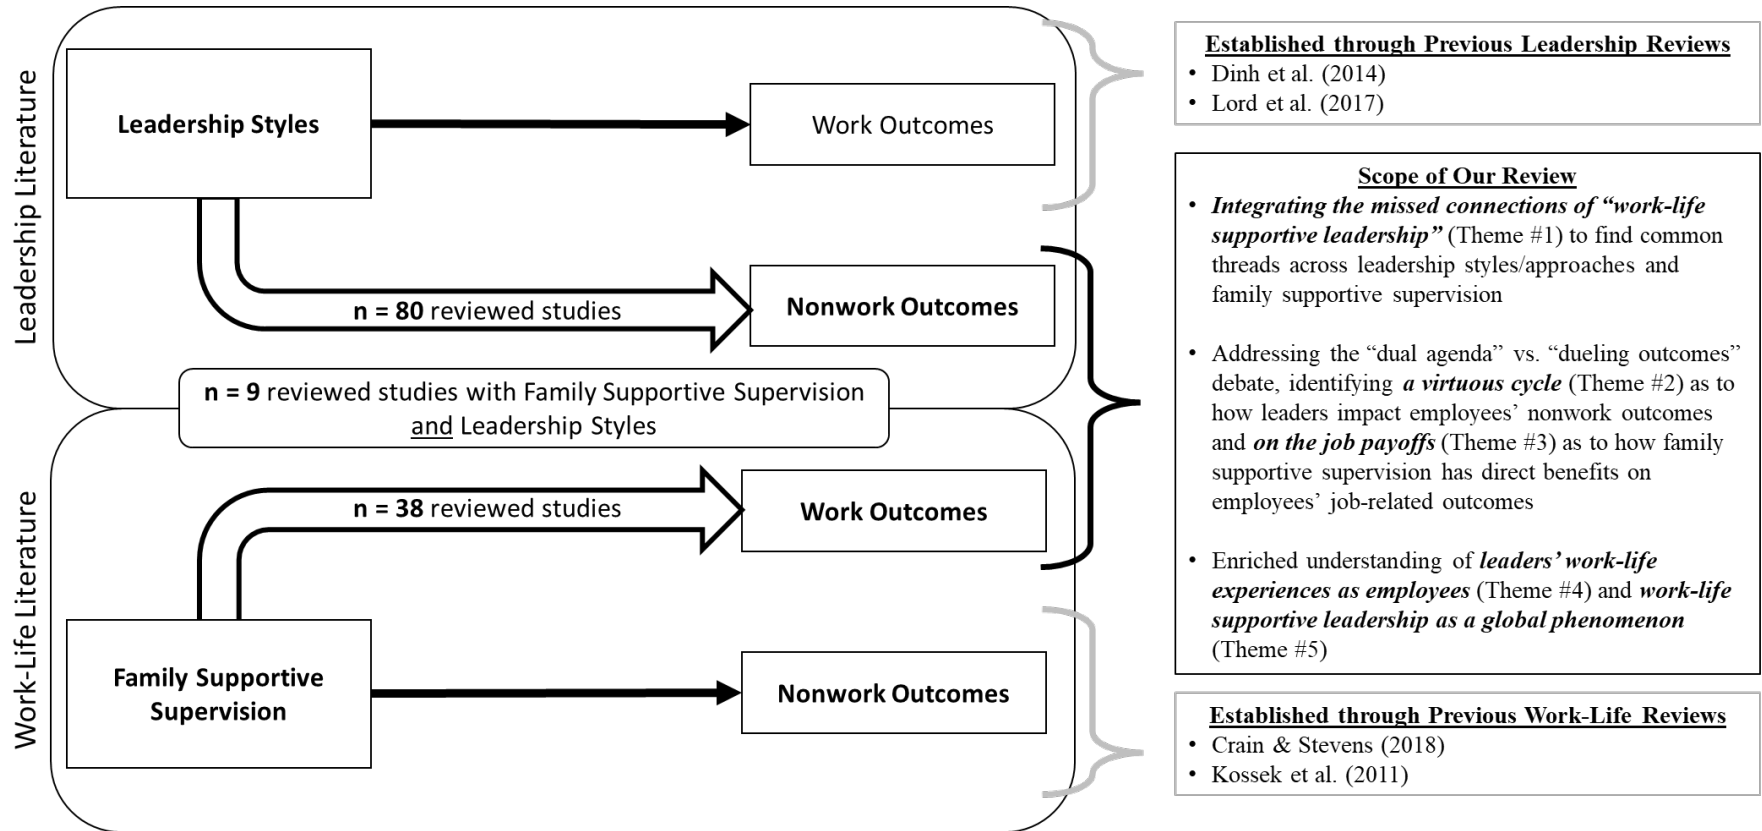 Leadership Literature
Leadership Styles
Work Outcomes
n = 80 reviewed studies
Nonwork Outcomes
n = 9 reviewed studies with Family Supportive Supervision
and Leadership Styles
Work-Life Literature
n = 38 reviewed studies
Work Outcomes
Family Supportive
Supervision
Nonwork Outcomes
Established through Previous Leadership Reviews
• Dinh et al. (2014)
• Lord et al. (2017)
Scope of Our Review
• Integrating the missed connections of “work-life
supportive leadership” (Theme #1) to find common
threads across leadership styles/approaches and
family supportive supervision
• Addressing the “dual agenda” vs. “dueling outcomes”
debate, identifying a virtuous cycle (Theme #2) as to
how leaders impact employees’ nonwork outcomes
and on the job payoffs (Theme #3) as to how family
supportive supervision has direct benefits on
employees’ job-related outcomes
• Enriched understanding of leaders’ work-life
experiences as employees (Theme #4) and work-life
supportive leadership as a global phenomenon
(Theme #5)
Established through Previous Work-Life Reviews
• Crain & Stevens (2018)
• Kossek et al. (2011)